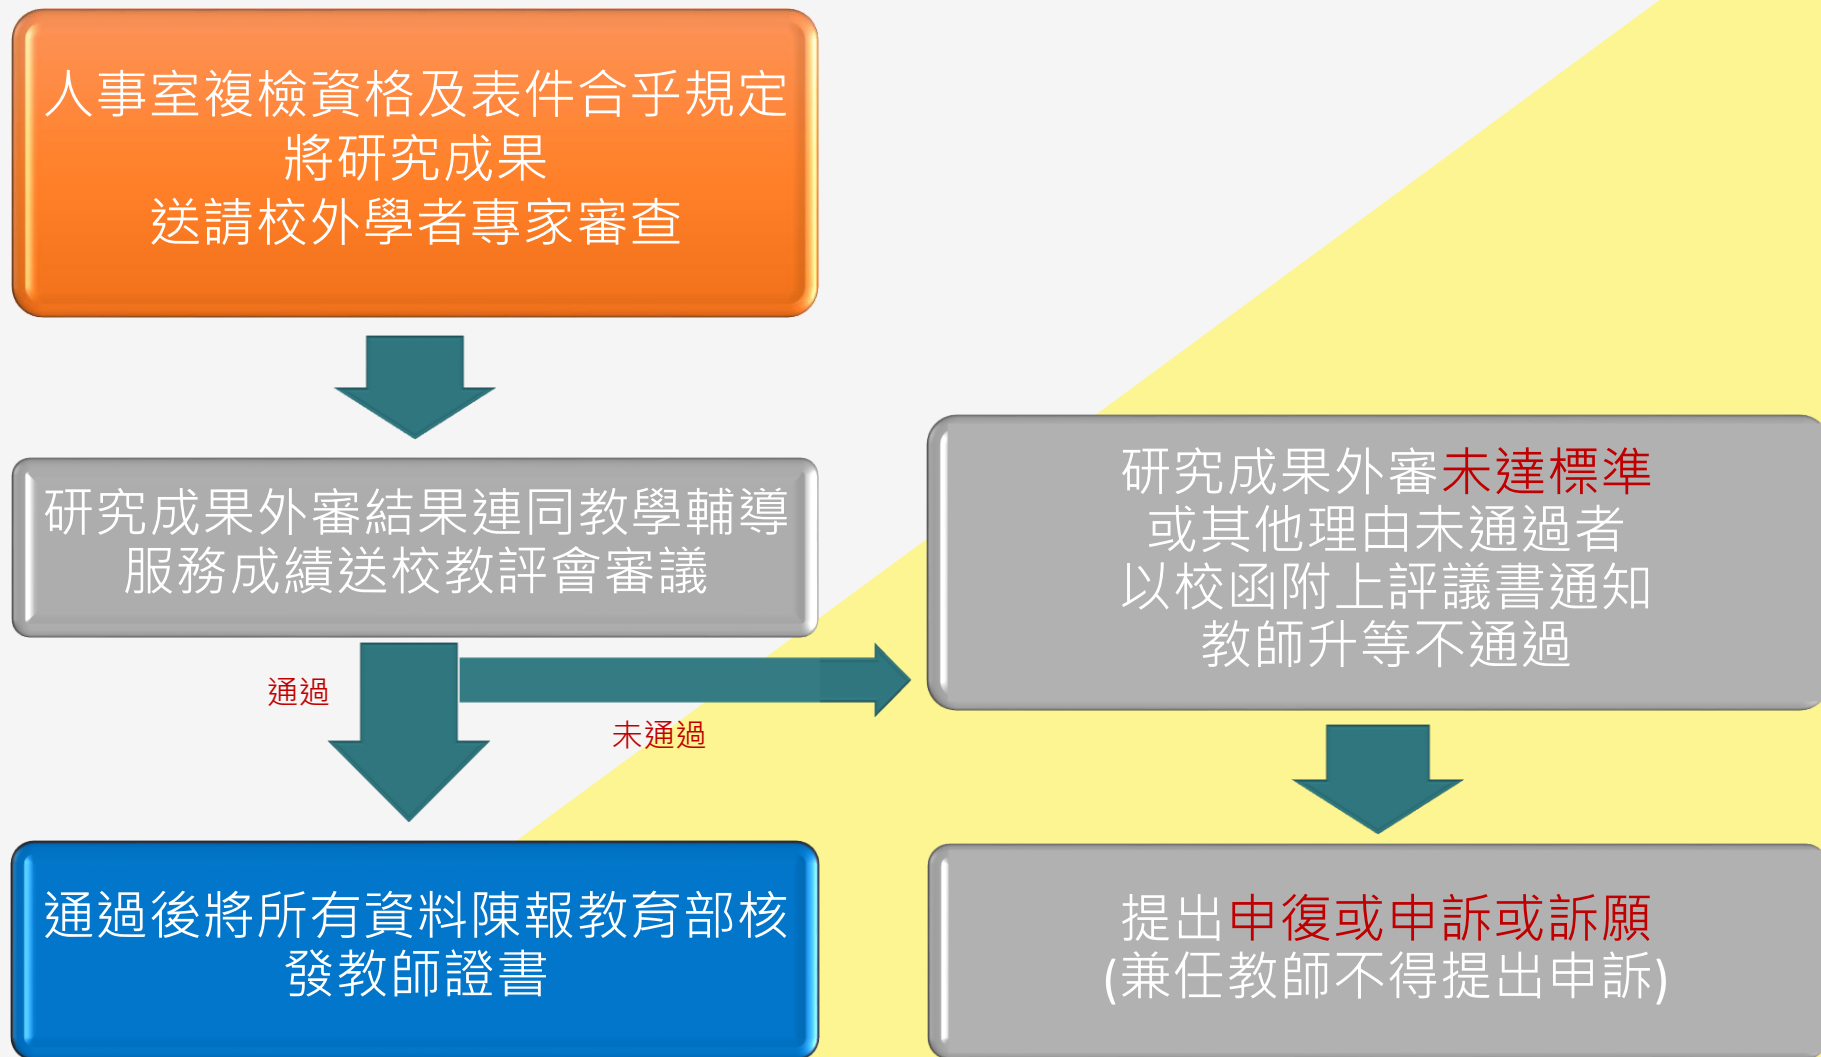 人事室複檢資格及表件合乎規定
將研究成果
送請校外學者專家審查
研究成果外審結果連同教學輔導
服務成績送校教評會審議
通過
未通過
研究成果外審未達標準
或其他理由未通過者
以校函附上評議書通知
教師升等不通過
通過後將所有資料陳報教育部核
發教師證書
提出申復或申訴或訴願
(兼任教師不得提出申訴)